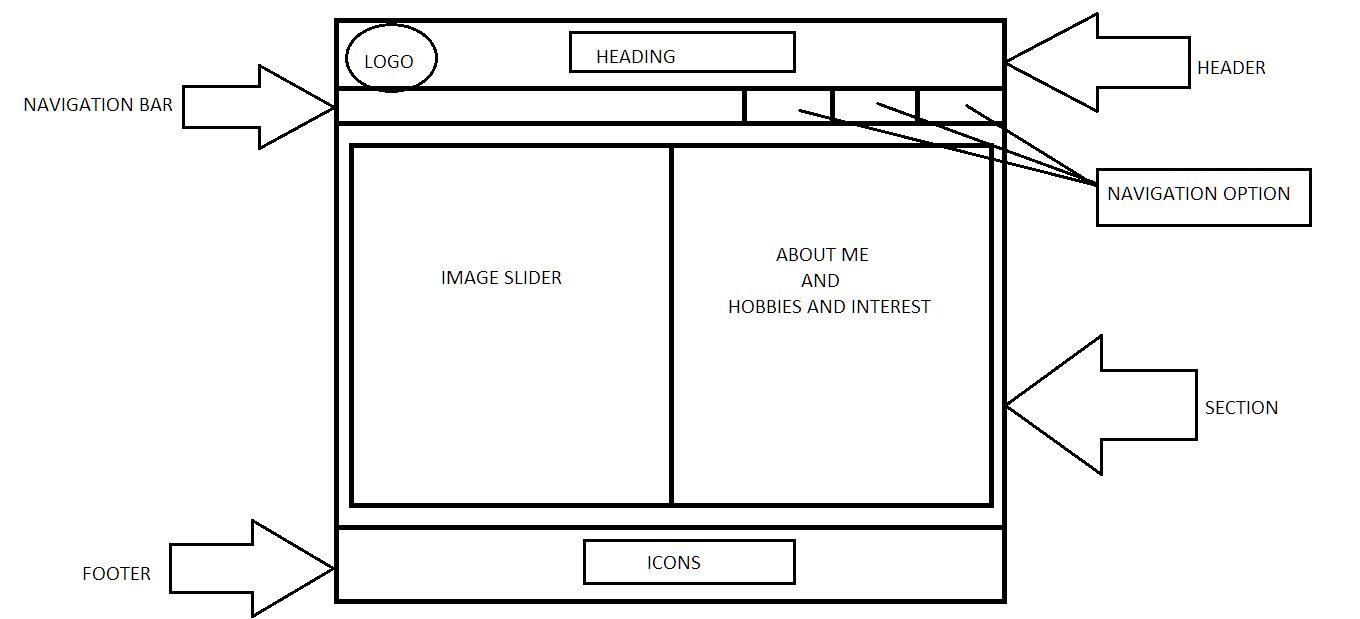 LOGO
HEADING
HEADER
NAVIGATION BAR
NAVIGATION OPTION
IMAGE SLIDER
ABOUT ME
AND
HOBBIES AND INTEREST
SECTION
FOOTER
ICONS